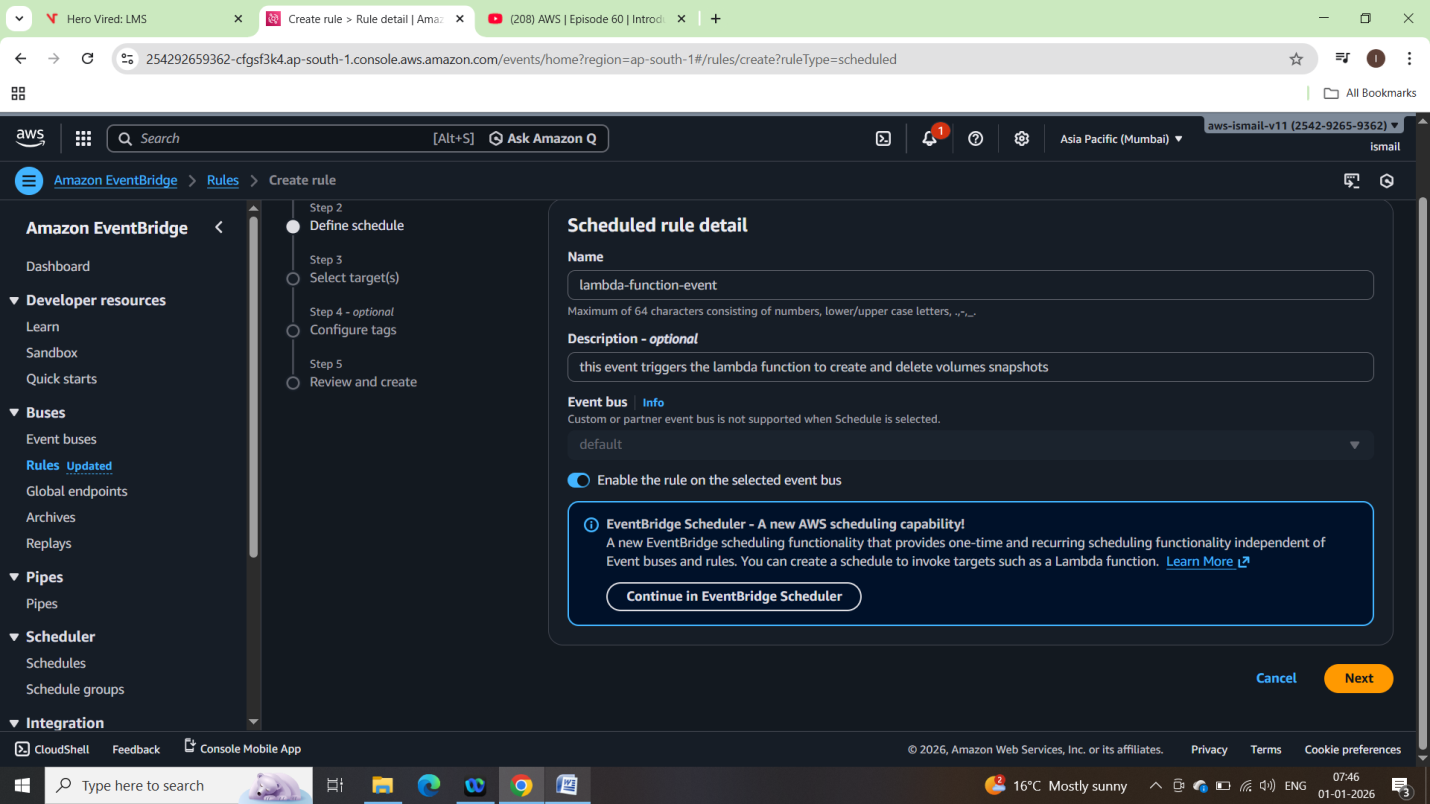 Hero Vired: LMS
Create rule > Rule detail | Amaz
(208) AWS | Episode 60 | Introdu
254292659362-cfgsf3k4.ap-south-1.console.aws.amazon.com/events/home?region=ap-south-1#/rules/create?ruleType=scheduled
I
All Bookmarks
aws
Search
[Alt+S]
Ask Amazon Q
1
Asia Pacific (Mumbai)
aws-ismail-v11 (2542-9265-9362)
ismail
Amazon EventBridge
Rules
Create rule
Amazon EventBridge
Dashboard
Developer resources
Learn
Sandbox
Quick starts
Buses
Event buses
Rules Updated
Global endpoints
Archives
Replays
Pipes
Pipes
Scheduler
Schedules
Schedule groups
Integration
Step 2
Define schedule
Step 3
Select target(s)
Step 4 - optional
Configure tags
Step 5
Review and create
Scheduled rule detail
Name
lambda-function-event
Maximum of 64 characters consisting of numbers, lower/upper case letters, .,-,_.
Description - optional
this event triggers the lambda function to create and delete volumes snapshots
Event bus Info
Custom or partner event bus is not supported when Schedule is selected.
default
Enable the rule on the selected event bus
EventBridge Scheduler - A new AWS scheduling capability!
A new EventBridge scheduling functionality that provides one-time and recurring scheduling functionality independent of
Event buses and rules. You can create a schedule to invoke targets such as a Lambda function. Learn More
Continue in EventBridge Scheduler
Cancel
Next
CloudShell
Feedback
Console Mobile App
© 2026, Amazon Web Services, Inc. or its affiliates.
Privacy
Terms
Cookie preferences
Type here to search
2
16°C Mostly sunny
ENG
07:46
01-01-2026
3